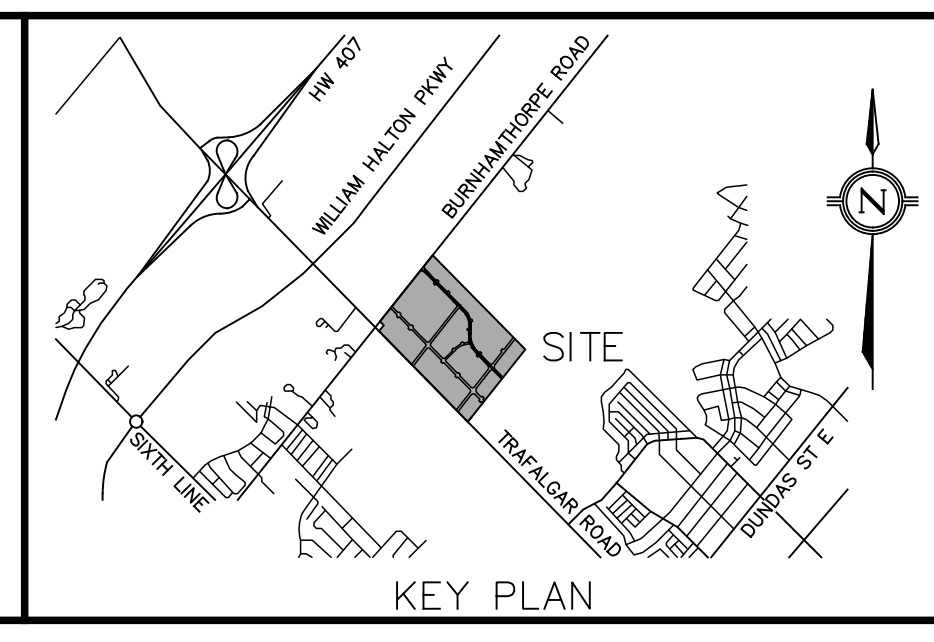 HW 407
WILLIAM HALTON PKWY
BURNHAMTHORPE ROAD
N
SITE
SIXTH LINE
TRAFALGAR ROAD
DUNDAS ST E
KEY PLAN